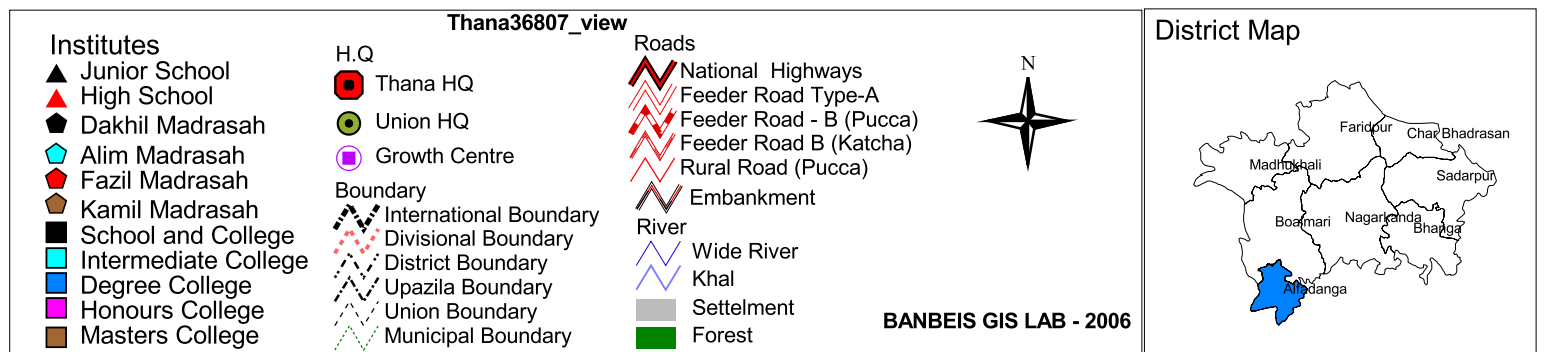 Thana36807_view
Institutes
Junior School
High School
Dakhil Madrasah
Alim Madrasah
Fazil Madrasah
Kamil Madrasah
School and College
Intermediate College
Degree College
Honours College
Masters College
H.Q
Thana HQ
Union HQ
Growth Centre
Boundary
International Boundary
Divisional Boundary
District Boundary
Upazila Boundary
Union Boundary
Municipal Boundary
Roads
National Highways
Feeder Road Type-A
Feeder Road - B (Pucca)
Feeder Road B (Katcha)
Rural Road (Pucca)
Embankment
River
Wide River
Khal
Settelment
Forest
N
BANBEIS GIS LAB - 2006
District Map
Faridpur
Char Bhadrasan
Madhukhali
Sadarpur
Boalmari
Nagarkanda
Bhanga
Alfadanga